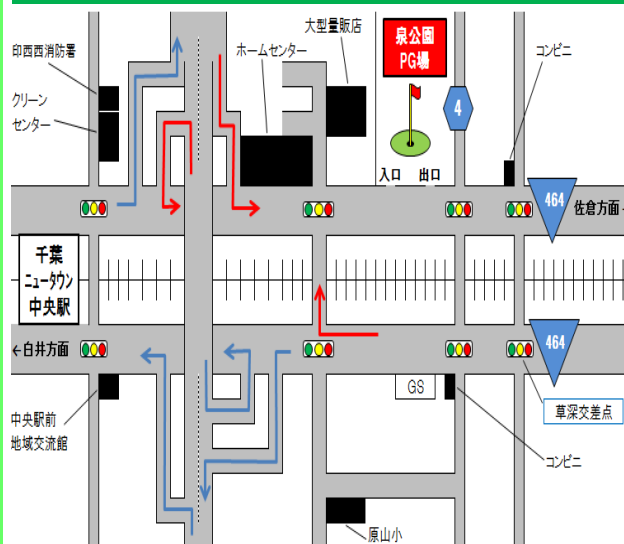 大型量販店
印西西消防署
ホームセンター
泉公園
PG場
コンビニ
クリーン
センター
4
入口
出口
464
佐倉方面
千葉
ニュータウン
中央駅
←白井方面
464
GS
草深交差点
中央駅前
地域交流館
コンビニ
原山小